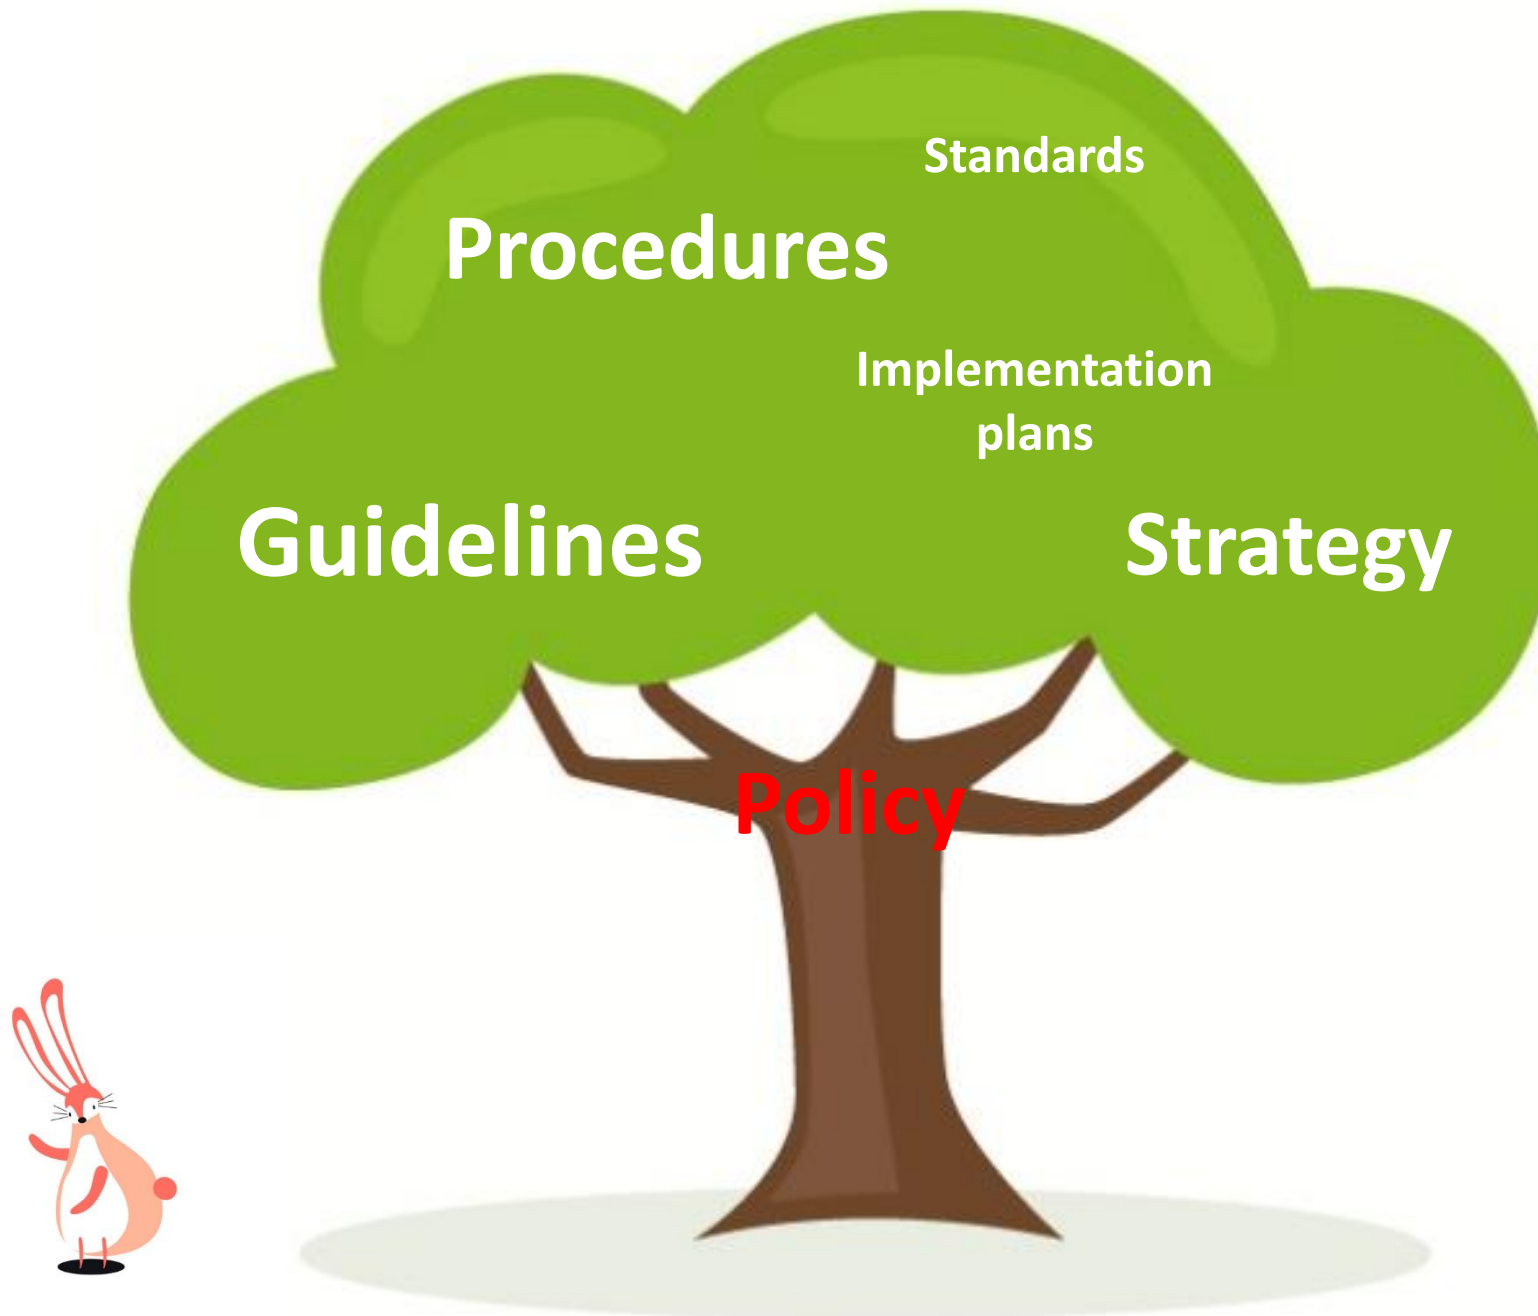 Standards
Procedures
Implementation
plans
Guidelines
Strategy
Policy